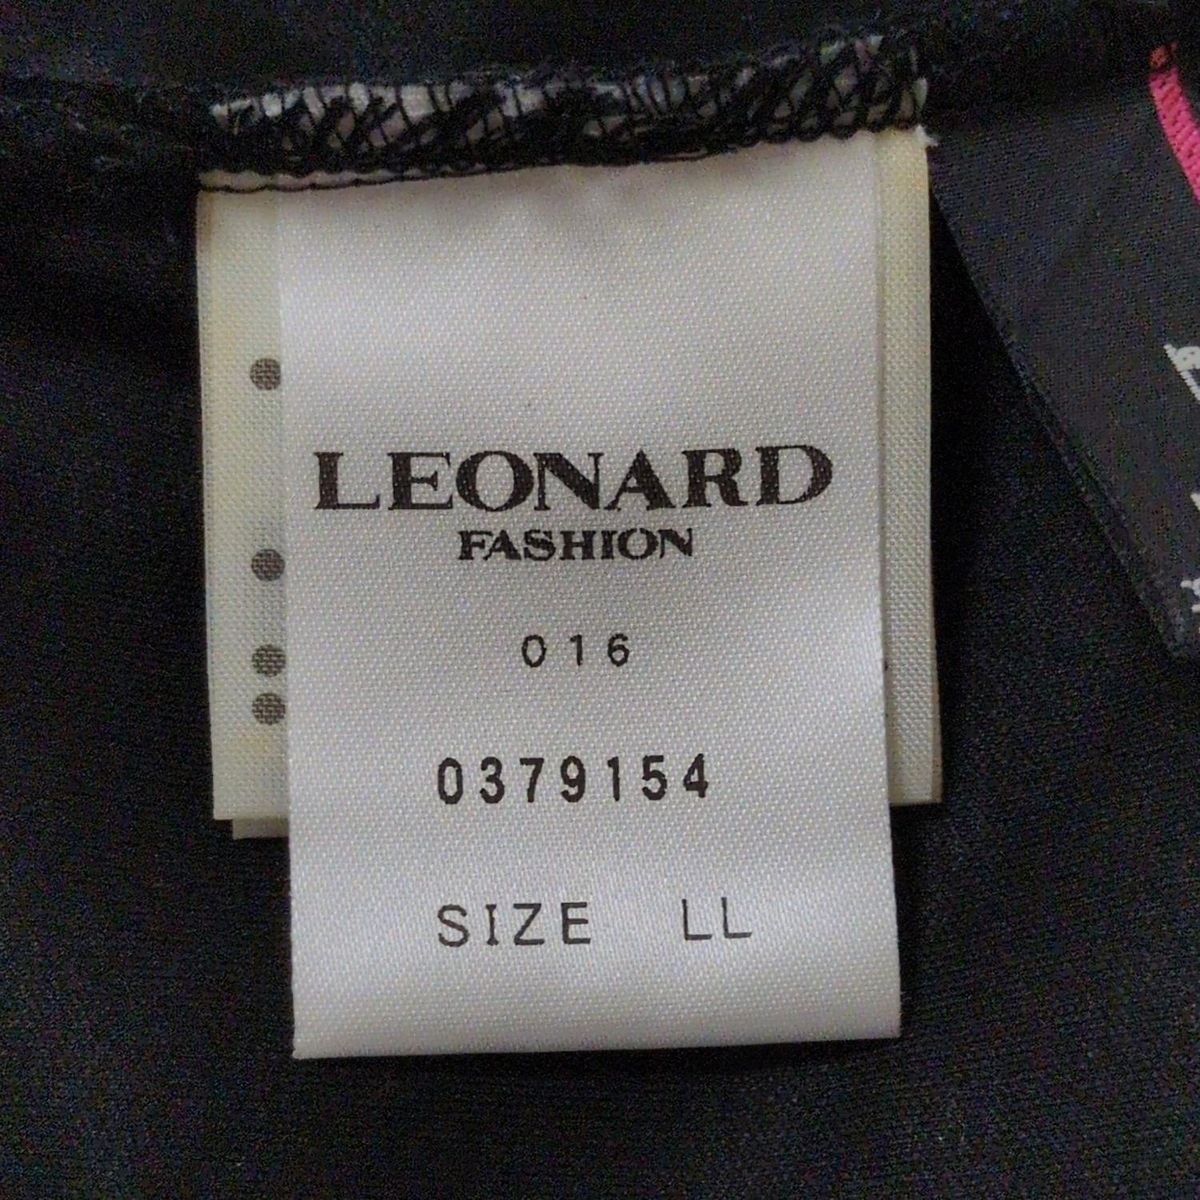 LEONARD
FASHION
016
0379154
SIZE LL